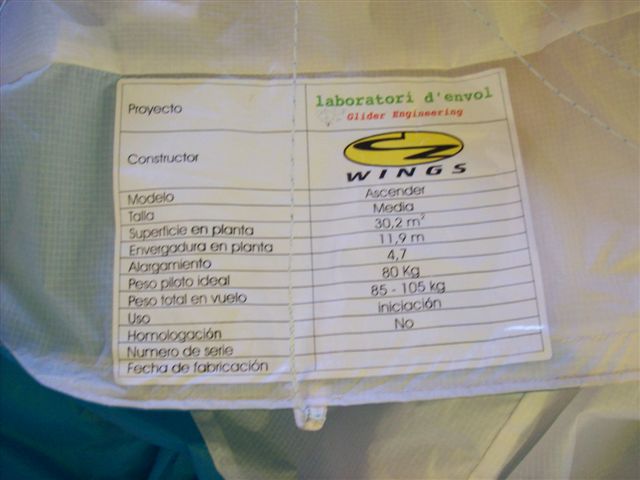 Proyecto laboratori d'envol
Glider Engineering
Constructor
WINGS
Modelo Ascender
Talla Media
Superficie en planta 30,2 m²
Envergadura en planta 11,9 m
Alargamiento 4,7
Peso piloto ideal 80 Kg
Peso total en vuelo 85 - 105 kg
Uso iniciación
Homologación No
Numero de serie
Fecha de fabricación